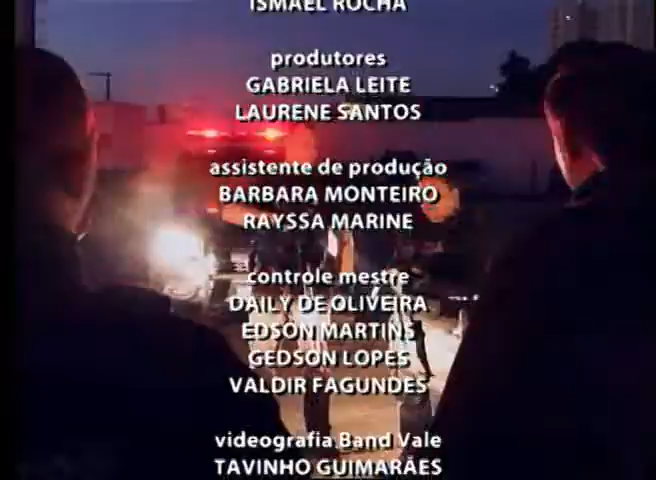 ISMAEL ROCHA
produtores
GABRIELA LEITE
LAURENE SANTOS
assistente de produção
BARBARA MONTEIRO
RAYSSA MARINE
controle mestre
DAILY DE OLIVEIRA
EDSON MARTINS
GEDSON LOPES
VALDIR FAGUNDES
videografia Band Vale
TAVINHO GUIMARÃES